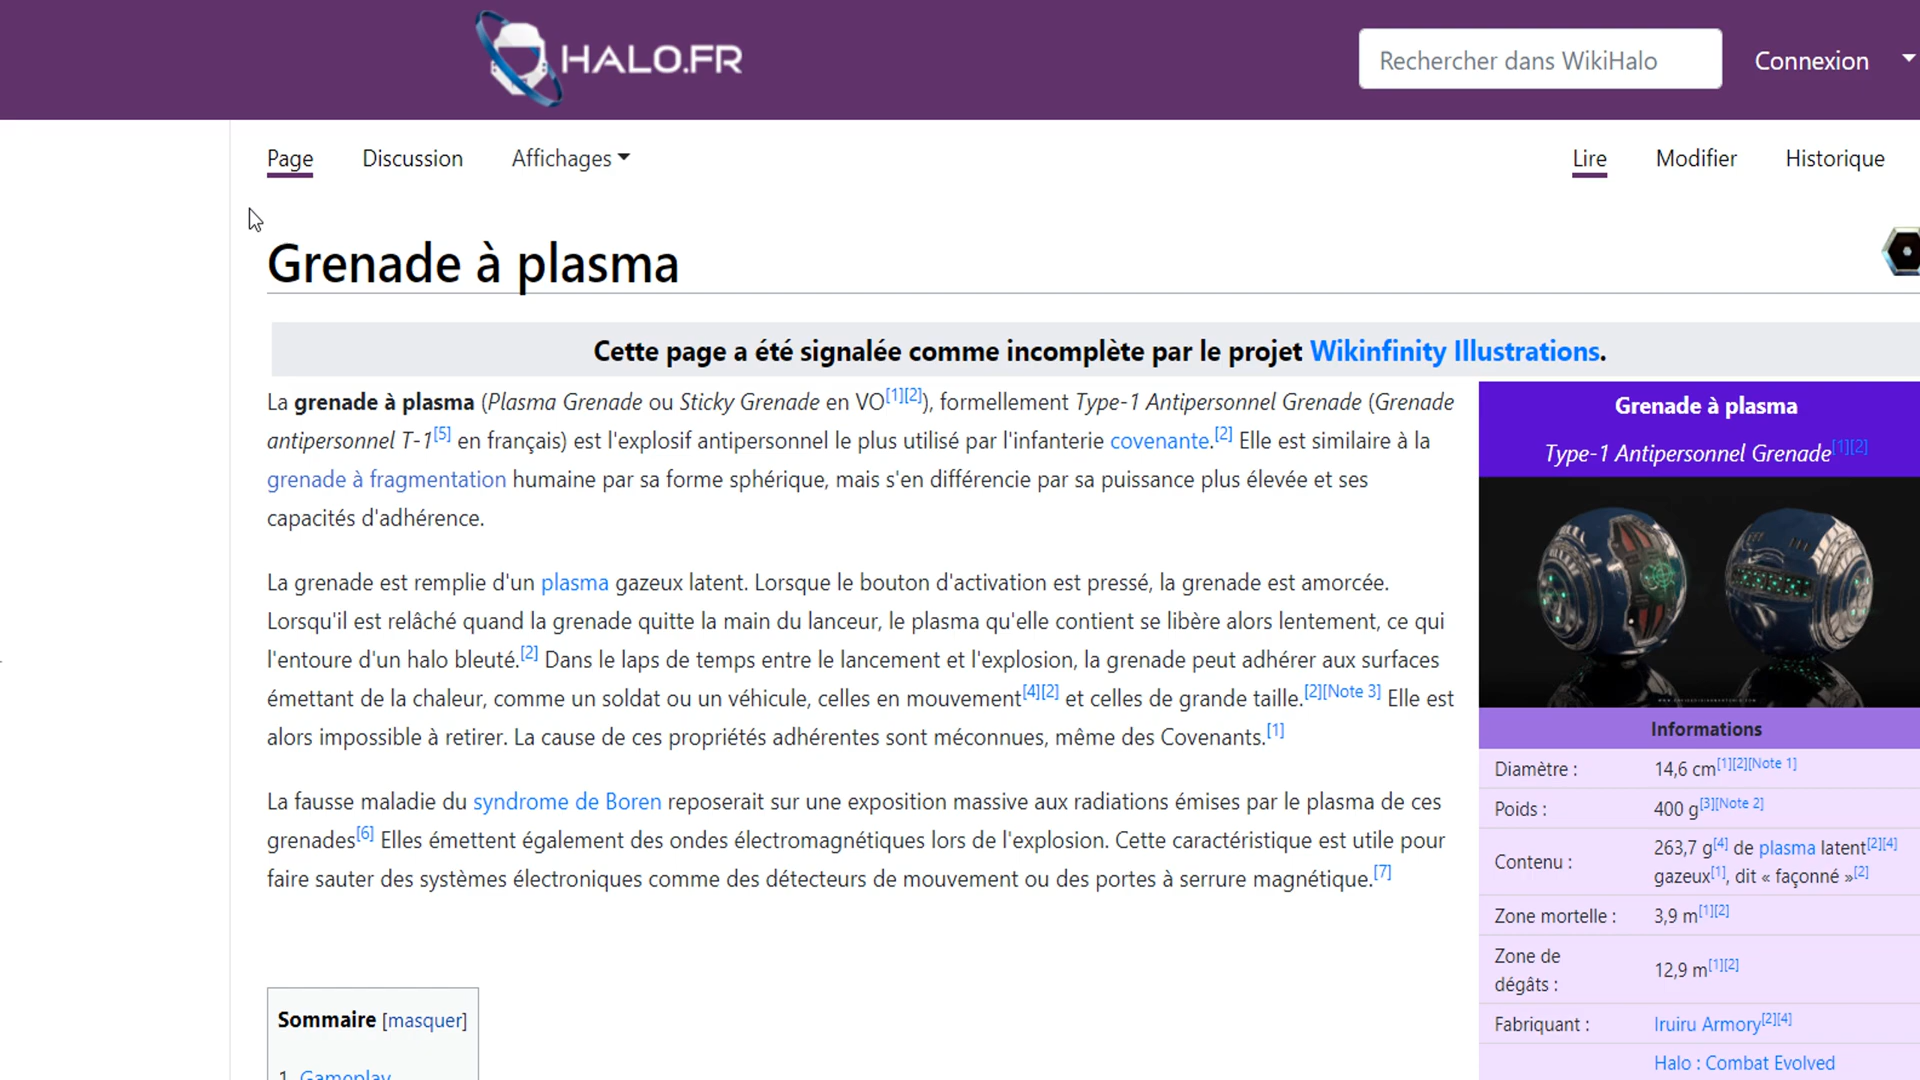 HALO.FR
Rechercher dans WikiHalo
Connexion
Page
Discussion
Affichages
Lire
Modifier
Historique
Grenade à plasma
Cette page a été signalée comme incomplète par le projet Wikinfinity Illustrations.
La grenade à plasma (Plasma Grenade ou Sticky Grenade en VO[1][2]), formellement Type-1 Antipersonnel Grenade (Grenade
antipersonnel T-1[5] en français) est l'explosif antipersonnel le plus utilisé par l'infanterie covenante.[2] Elle est similaire à la
grenade à fragmentation humaine par sa forme sphérique, mais s'en différencie par sa puissance plus élevée et ses
capacités d'adhérence.
La grenade est remplie d'un plasma gazeux latent. Lorsque le bouton d'activation est pressé, la grenade est amorcée.
Lorsqu'il est relâché quand la grenade quitte la main du lanceur, le plasma qu'elle contient se libère alors lentement, ce qui
l'entoure d'un halo bleuté.[2] Dans le laps de temps entre le lancement et l'explosion, la grenade peut adhérer aux surfaces
émettant de la chaleur, comme un soldat ou un véhicule, celles en mouvement[4][2] et celles de grande taille.[2][Note 3] Elle est
alors impossible à retirer. La cause de ces propriétés adhérentes sont méconnues, même des Covenants.[1]
La fausse maladie du syndrome de Boren reposerait sur une exposition massive aux radiations émises par le plasma de ces
grenades[6] Elles émettent également des ondes électromagnétiques lors de l'explosion. Cette caractéristique est utile pour
faire sauter des systèmes électroniques comme des détecteurs de mouvement ou des portes à serrure magnétique.[7]
Sommaire [masquer]
1 Gameplay
Grenade à plasma
Type-1 Antipersonnel Grenade[1][2]
Informations
Diamètre : 14,6 cm[1][2][Note 1]
Poids : 400 g[3][Note 2]
Contenu : 263,7 g[4] de plasma latent[2][4]
gazeux[1], dit « façonné »[2]
Zone mortelle : 3,9 m[1][2]
Zone de
dégâts : 12,9 m[1][2]
Fabriquant : Iruiru Armory[2][4]
Halo : Combat Evolved